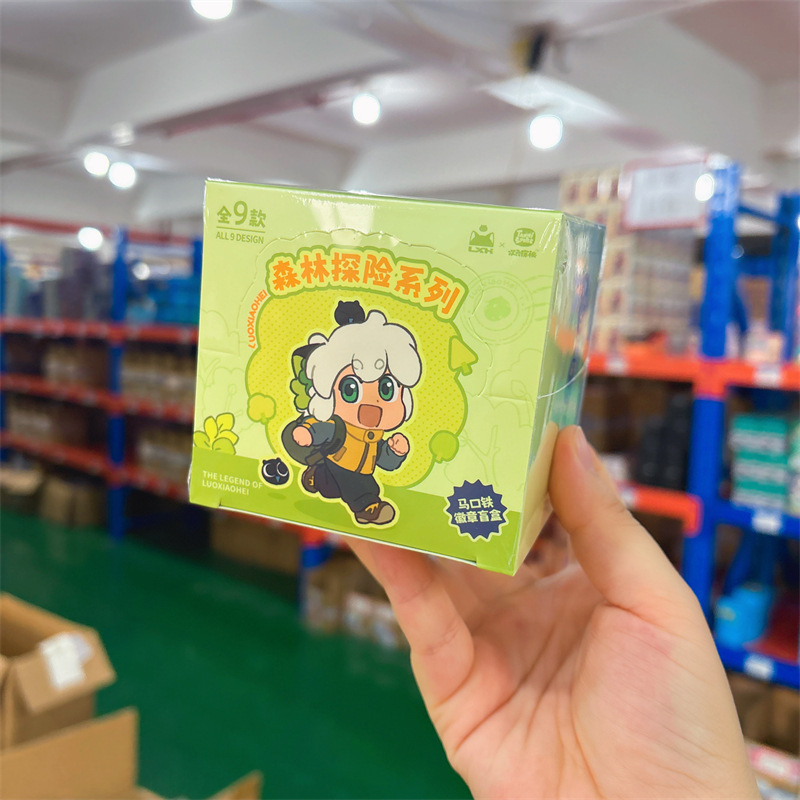 全9款
ALL 9 DESIGN
LXH
×
森林探险系列
LUOXIAOHEI
THE LEGEND OF
LUOXIAOHEI
马口铁
徽章盲盒